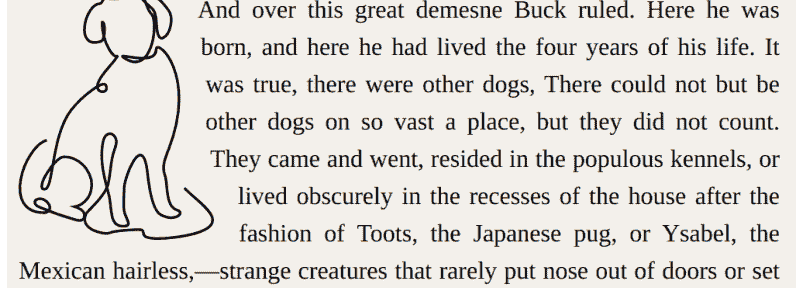 And over this great demesne Buck ruled. Here he was
born, and here he had lived the four years of his life. It
was true, there were other dogs, There could not but be
other dogs on so vast a place, but they did not count.
They came and went, resided in the populous kennels, or
lived obscurely in the recesses of the house after the
fashion of Toots, the Japanese pug, or Ysabel, the
Mexican hairless,—strange creatures that rarely put nose out of doors or set